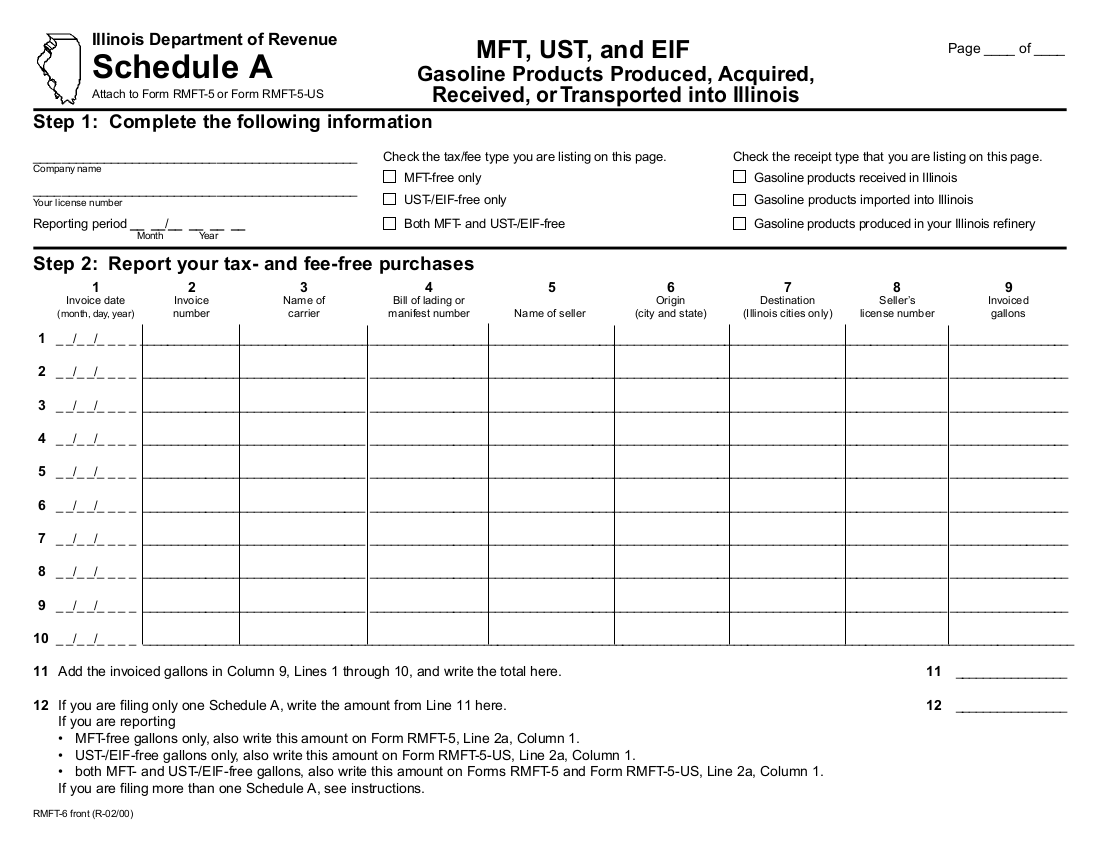 Illinois Department of Revenue
Schedule A
Attach to Form RMFT-5 or Form RMFT-5-US
MFT, UST, and EIF
Gasoline Products Produced, Acquired,
Received, or Transported into Illinois
Page ____ of ____
Step 1: Complete the following information
Company name
Your license number
Reporting period __ __/__ __ __ __
Month Year
Check the tax/fee type you are listing on this page.
☐ MFT-free only
☐ UST-/EIF-free only
☐ Both MFT- and UST-/EIF-free
Check the receipt type that you are listing on this page.
☐ Gasoline products received in Illinois
☐ Gasoline products imported into Illinois
☐ Gasoline products produced in your Illinois refinery
Step 2: Report your tax- and fee-free purchases
1 2 3 4 5 6 7 8 9
Invoice date Invoice Name of Bill of lading or Origin Destination Seller's Invoiced
(month, day, year) number carrier manifest number Name of seller (city and state) (Illinois cities only) license number gallons
1 _ _/_ _/_ _ _ _
2 _ _/_ _/_ _ _ _
3 _ _/_ _/_ _ _ _
4 _ _/_ _/_ _ _ _
5 _ _/_ _/_ _ _ _
6 _ _/_ _/_ _ _ _
7 _ _/_ _/_ _ _ _
8 _ _/_ _/_ _ _ _
9 _ _/_ _/_ _ _ _
10 _ _/_ _/_ _ _ _
11 Add the invoiced gallons in Column 9, Lines 1 through 10, and write the total here. 11 ________________
12 If you are filing only one Schedule A, write the amount from Line 11 here. 12 ________________
If you are reporting
• MFT-free gallons only, also write this amount on Form RMFT-5, Line 2a, Column 1.
• UST-/EIF-free gallons only, also write this amount on Form RMFT-5-US, Line 2a, Column 1.
• both MFT- and UST-/EIF-free gallons, also write this amount on Forms RMFT-5 and Form RMFT-5-US, Line 2a, Column 1.
If you are filing more than one Schedule A, see instructions.
RMFT-6 front (R-02/00)